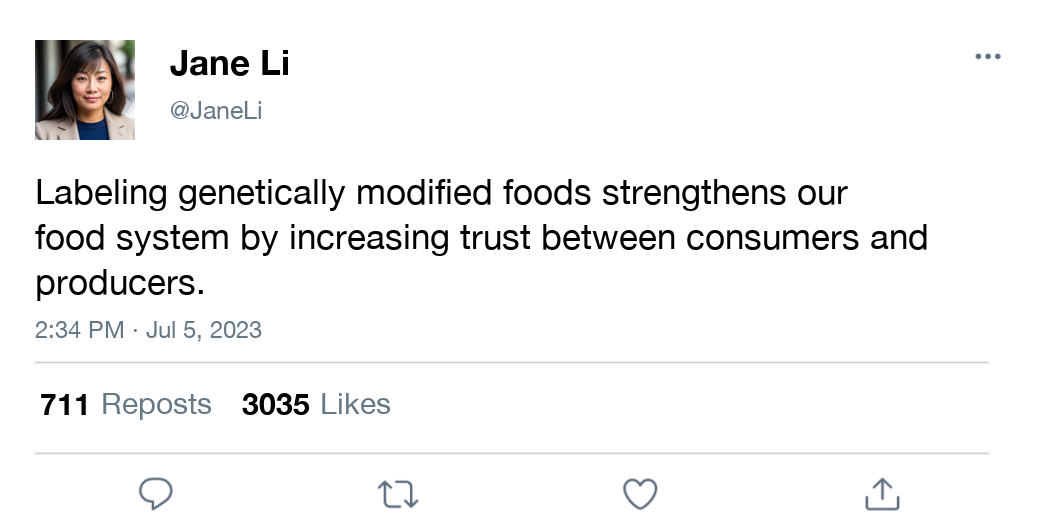 Jane Li
@JaneLi
Labeling genetically modified foods strengthens our
food system by increasing trust between consumers and
producers.
2:34 PM · Jul 5, 2023
711 Reposts 3035 Likes